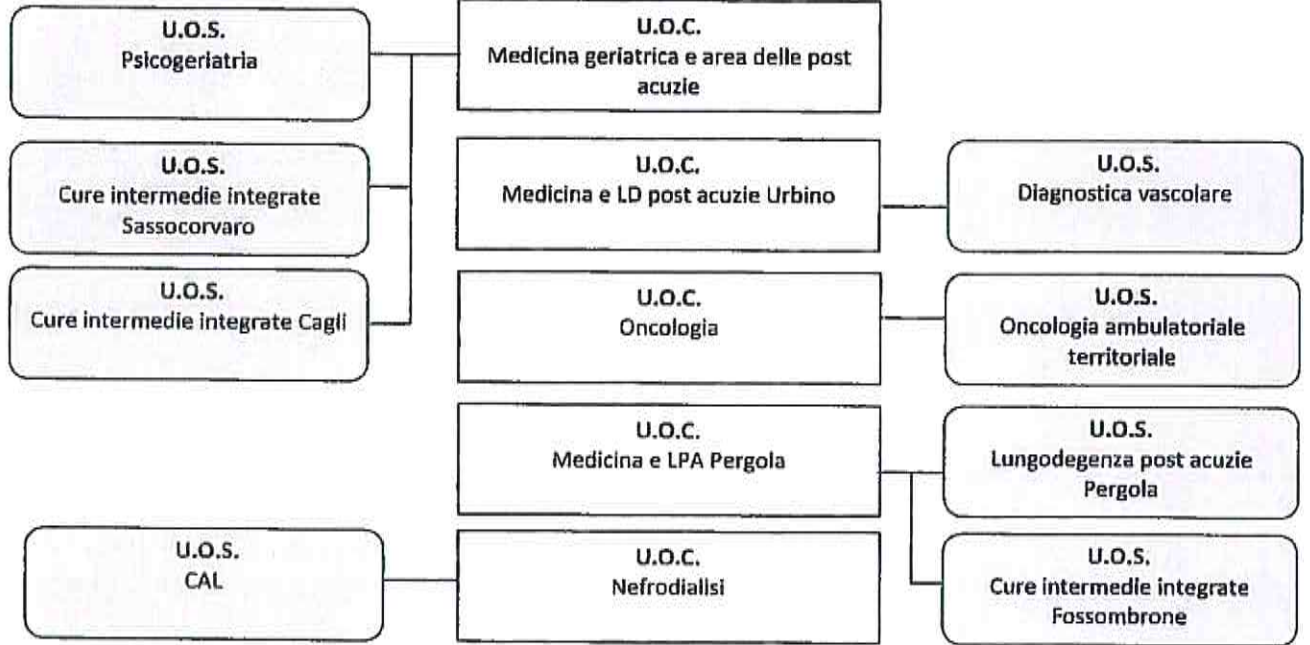 U.O.S.
Psicogeriatria
U.O.C.
Medicina geriatrica e area delle post
acuzie
U.O.S.
Cure intermedie integrate
Sassocorvaro
U.O.C.
Medicina e LD post acuzie Urbino
U.O.S.
Diagnostica vascolare
U.O.S.
Cure intermedie integrate Cagli
U.O.C.
Oncologia
U.O.S.
Oncologia ambulatoriale
territoriale
U.O.C.
Medicina e LPA Pergola
U.O.S.
Lungodegenza post acuzie
Pergola
U.O.S.
CAL
U.O.C.
Nefrodialisi
U.O.S.
Cure intermedie integrate
Fossombrone